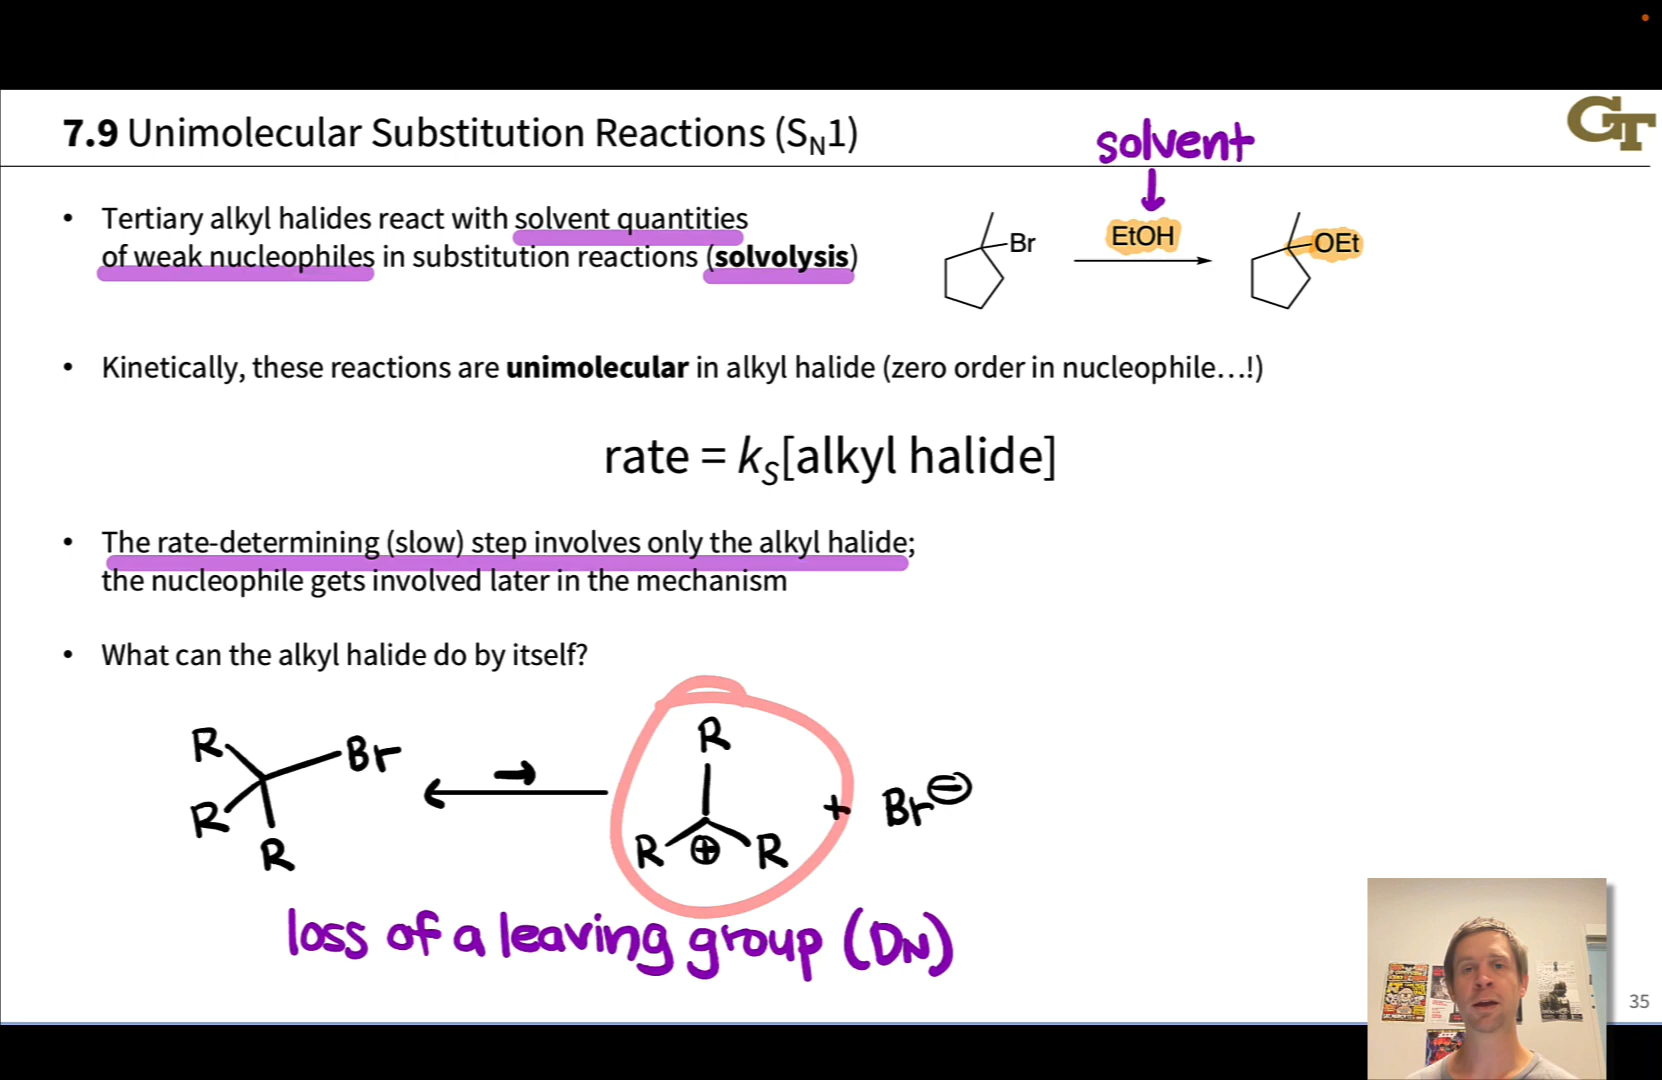 7.9 Unimolecular Substitution Reactions (SN1)
GT
solvent
• Tertiary alkyl halides react with solvent quantities
of weak nucleophiles in substitution reactions (solvolysis)
Br
EtOH
OEt
• Kinetically, these reactions are unimolecular in alkyl halide (zero order in nucleophile...!)
rate = kS[alkyl halide]
• The rate-determining (slow) step involves only the alkyl halide;
the nucleophile gets involved later in the mechanism
• What can the alkyl halide do by itself?
R Br
R
R
R
R ⊕ R
+ Br⊖
loss of a leaving group (DN)
35